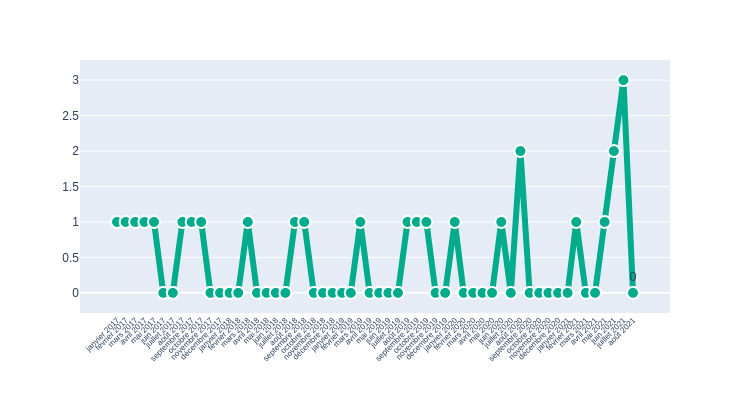 3
2.5
2
1.5
1
0.5
0
0
janvier 2017
février 2017
mars 2017
avril 2017
mai 2017
juin 2017
juillet 2017
août 2017
septembre 2017
octobre 2017
novembre 2017
décembre 2017
janvier 2018
février 2018
mars 2018
avril 2018
mai 2018
juin 2018
juillet 2018
août 2018
septembre 2018
octobre 2018
novembre 2018
décembre 2018
janvier 2019
février 2019
mars 2019
avril 2019
mai 2019
juin 2019
juillet 2019
août 2019
septembre 2019
octobre 2019
novembre 2019
décembre 2019
janvier 2020
février 2020
mars 2020
avril 2020
mai 2020
juin 2020
juillet 2020
août 2020
septembre 2020
octobre 2020
novembre 2020
décembre 2020
janvier 2021
février 2021
mars 2021
avril 2021
mai 2021
juin 2021
juillet 2021
août 2021